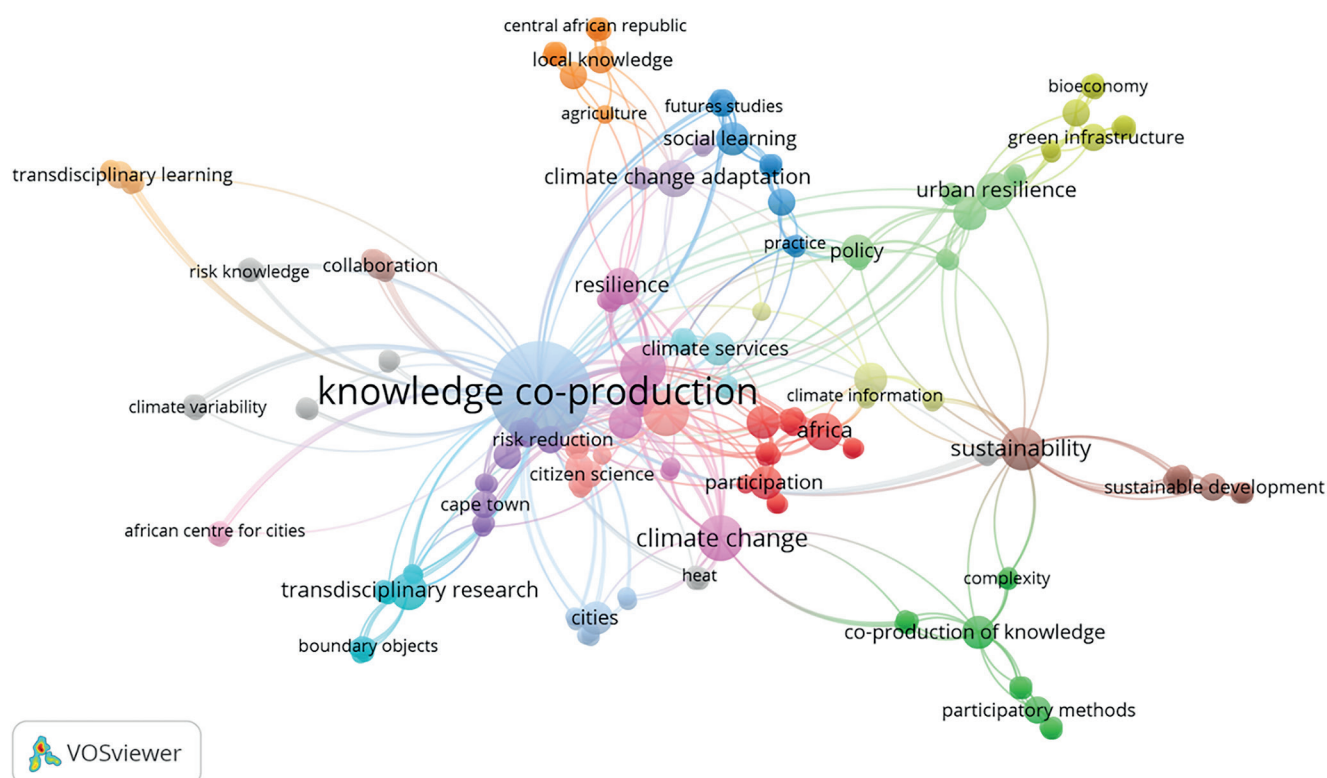 central african republic
local knowledge
bioeconomy
futures studies
agriculture
social learning
green infrastructure
transdisciplinary learning
climate change adaptation
urban resilience
practice
policy
risk knowledge
collaboration
resilience
climate services
knowledge co-production
climate information
climate variability
africa
risk reduction
sustainability
citizen science
participation
sustainable development
cape town
african centre for cities
climate change
heat
complexity
transdisciplinary research
cities
co-production of knowledge
boundary objects
participatory methods
VOSviewer